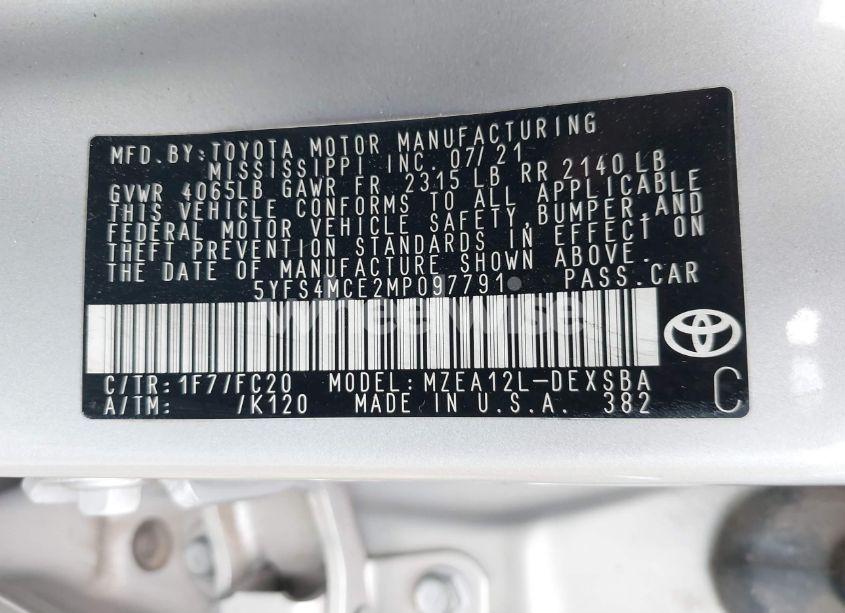 MFD.BY:TOYOTA MOTOR MANUFACTURING
MISSISSIPPI INC. 07/21
GVWR 4065LB GAWR FR 2315 LB RR 2140LB
THIS VEHICLE CONFORMS TO ALL APPLICABLE
FEDERAL MOTOR VEHICLE SAFETY,BUMPER,AND
THEFT PREVENTION STANDARDS IN EFFECT ON
THE DATE OF MANUFACTURE SHOWN ABOVE.
5YFS4MCE2MP097791 PASS.CAR
wheelwise
C/TR:1F7/FC20 MODEL:MZEA12L-DEXSBA
A/TM: /K120 MADE IN U.S.A. 382 C